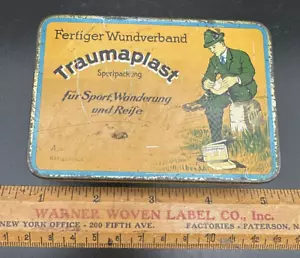 Fertiger Wundverband
Traumaplast
Sportpackung
für Sport, Wanderung
und Reise
WARNER WOVEN LABEL CO., Inc.
NEW YORK OFFICE - 200 FIFTH AVE. FACTORIES - PATERSON, N